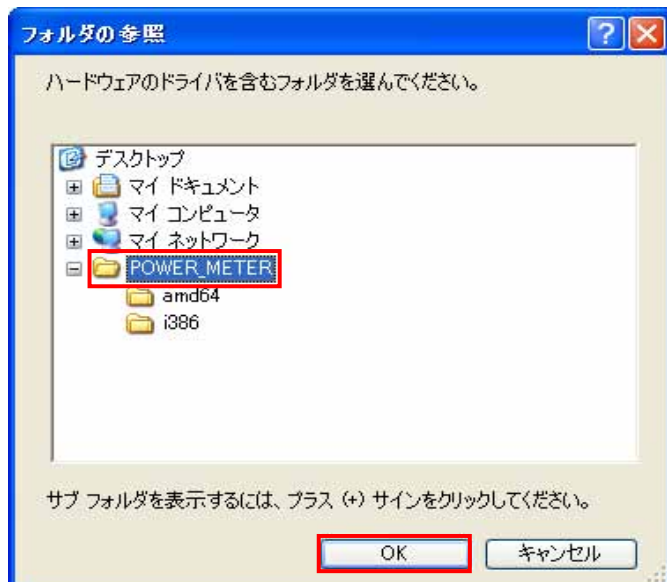 フォルダの参照
ハードウェアのドライバを含むフォルダを選んでください。
デスクトップ
マイ ドキュメント
マイ コンピュータ
マイ ネットワーク
POWER_METER
amd64
i386
サブ フォルダを表示するには、プラス (+) サインをクリックしてください。
OK キャンセル